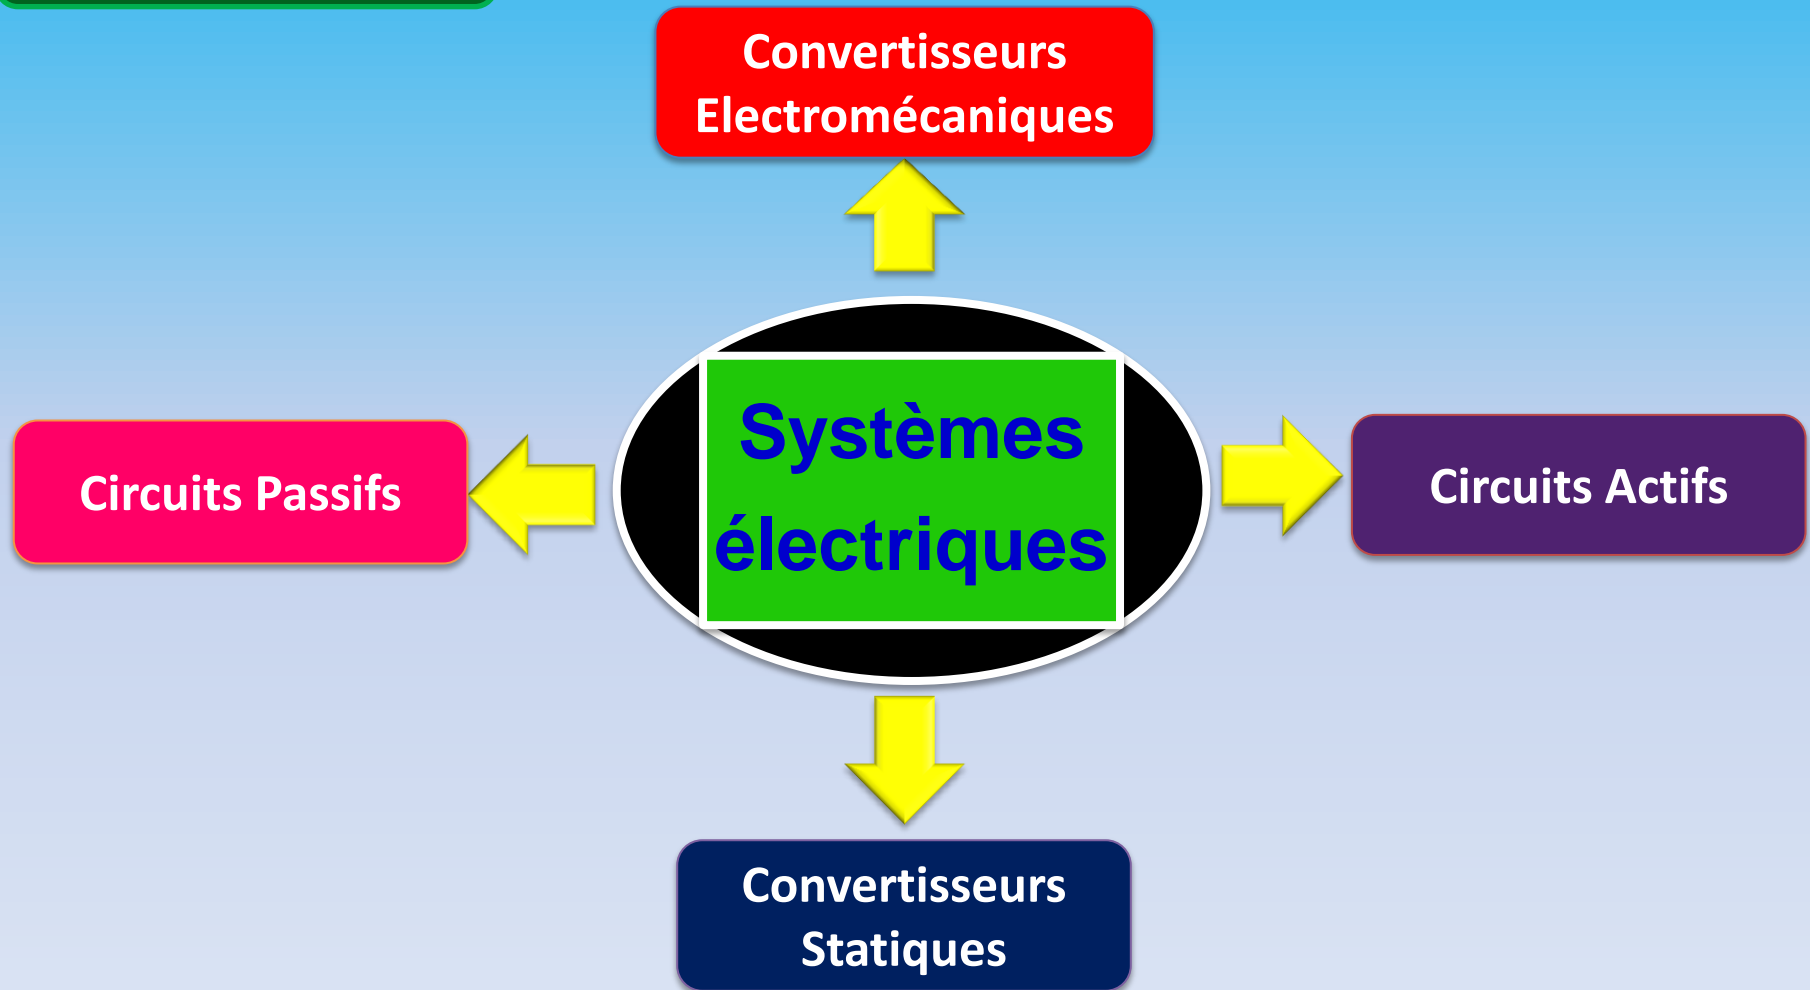 Convertisseurs
Electromécaniques
Systèmes
électriques
Circuits Passifs
Circuits Actifs
Convertisseurs
Statiques